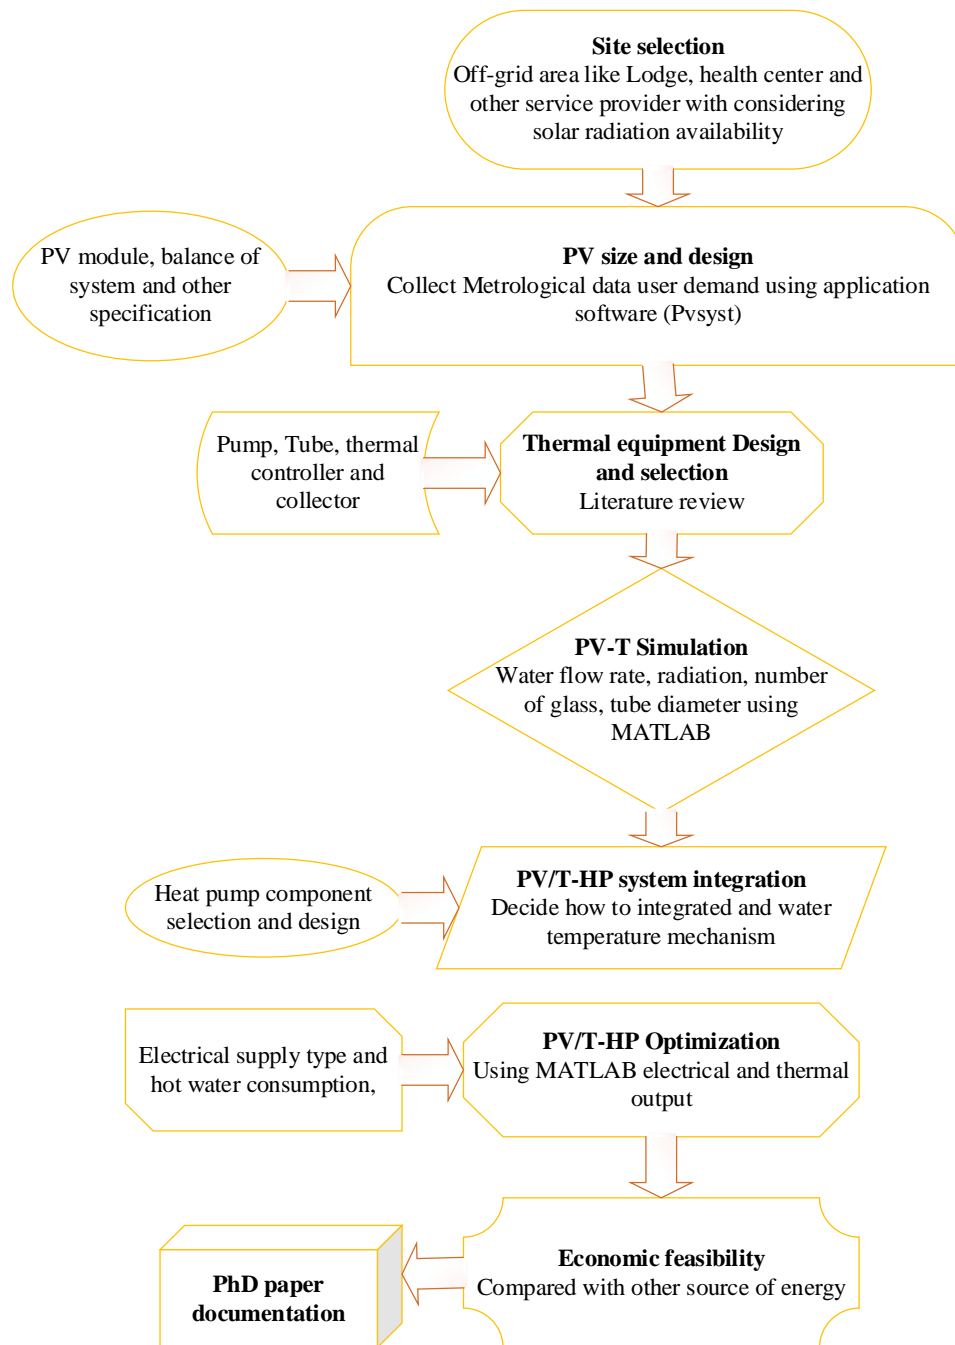 Site selection
Off-grid area like Lodge, health center and
other service provider with considering
solar radiation availability
PV module, balance of
system and other
specification
PV size and design
Collect Metrological data user demand using application
software (Pvsyst)
Pump, Tube, thermal
controller and
collector
Thermal equipment Design
and selection
Literature review
PV-T Simulation
Water flow rate, radiation, number
of glass, tube diameter using
MATLAB
Heat pump component
selection and design
PV/T-HP system integration
Decide how to integrated and water
temperature mechanism
Electrical supply type and
hot water consumption,
PV/T-HP Optimization
Using MATLAB electrical and thermal
output
Economic feasibility
Compared with other source of energy
PhD paper
documentation